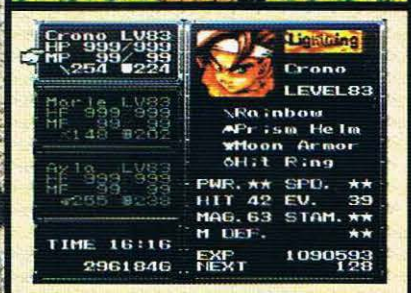 Crono LV83
HP 999/999
MP 99/ 99
254 224
Marle LV83
HP 999/999
MP 99/ 99
148 202
Ayla LV83
HP 999/999
MP 99/ 99
255 238
TIME 16:16
2961846G
Lightning
Crono
LEVEL83
Rainbow
Prism Helm
Moon Armor
Hit Ring
PWR. ★★ SPD. ★★
HIT 42 EV. 39
MAG. 63 STAM. ★★
M DEF. ★★
EXP 1090593
NEXT 128